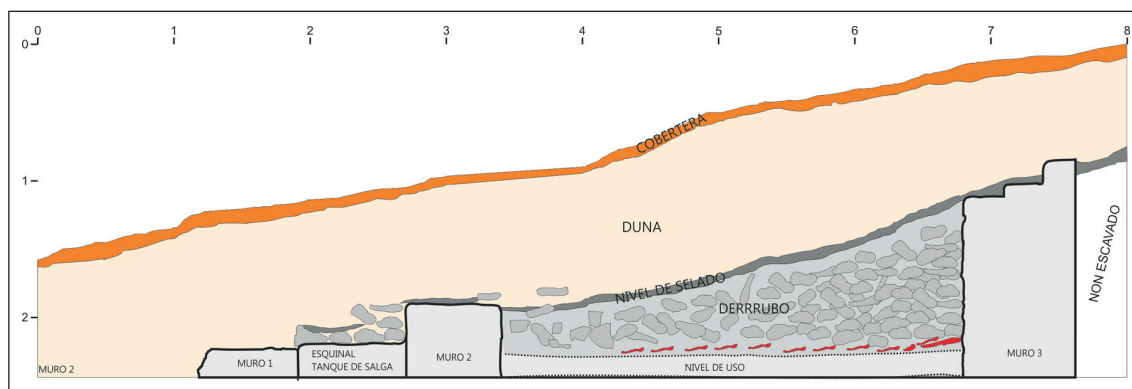 0 1 2 3 4 5 6 7 8
0
COBERTERA
1
DUNA
NON ESCAVADO
NIVEL DE SELADO
2
DERRRUBO
ESQUINAL
TANQUE DE SALGA
MURO 2
MURO 1
MURO 2
NIVEL DE USO
MURO 3